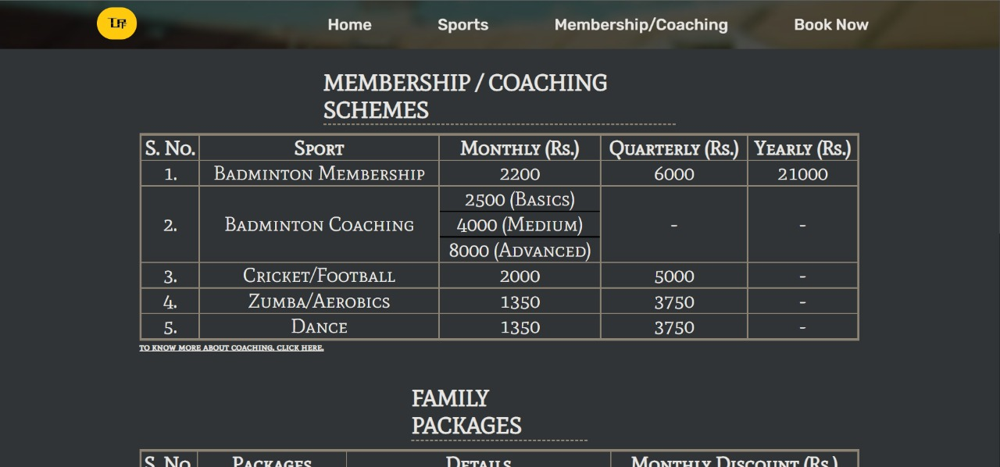 Home Sports Membership/Coaching Book Now
MEMBERSHIP / COACHING
SCHEMES
S. No. Sport Monthly (Rs.) Quarterly (Rs.) Yearly (Rs.)
1. Badminton Membership 2200 6000 21000
2500 (Basics)
2. Badminton Coaching 4000 (Medium) - -
8000 (Advanced)
3. Cricket/Football 2000 5000 -
4. Zumba/Aerobics 1350 3750 -
5. Dance 1350 3750 -
TO KNOW MORE ABOUT COACHING, CLICK HERE.
FAMILY
PACKAGES
S. No Packages Details Monthly Discount (Rs.)